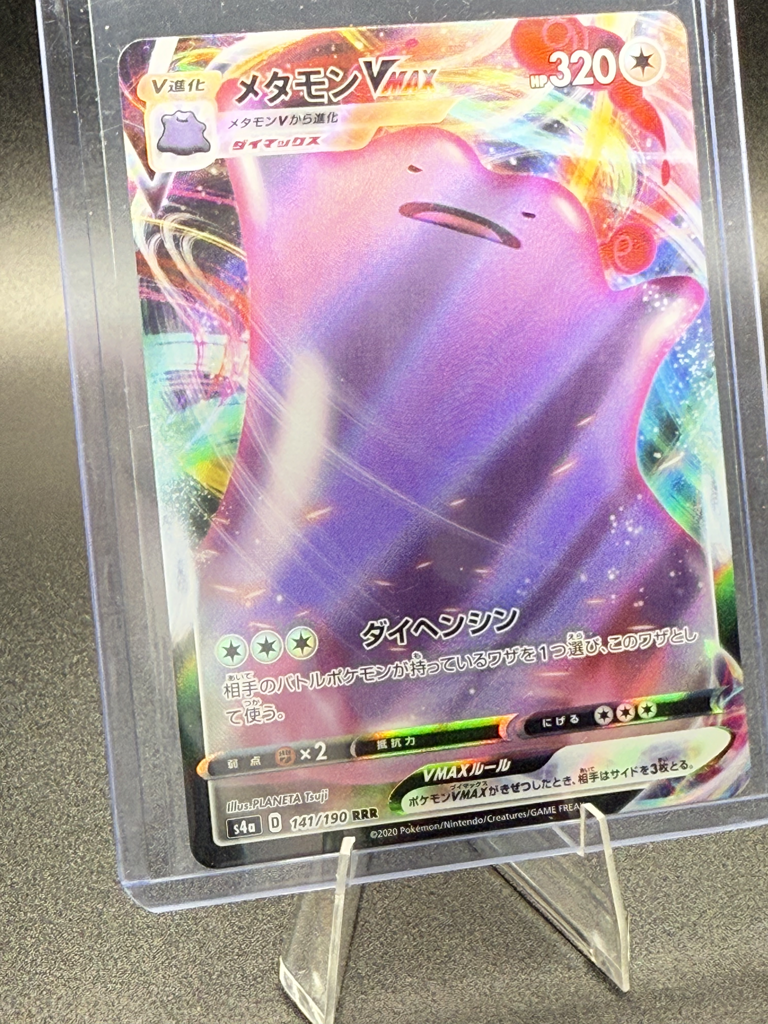 V進化
メタモンVMAX
HP320
メタモンVから進化
ダイマックス
ダイヘンシン
相手のバトルポケモンが持っているワザを1つ選び、このワザとし
て使う。
弱点 ×2 抵抗力 にげる
VMAXルール
ポケモンVMAXがきぜつしたとき、相手はサイドを3枚とる。
Illus.PLANETA Tsuji
s4a D 141/190 RRR
©2020 Pokémon/Nintendo/Creatures/GAME FREAK